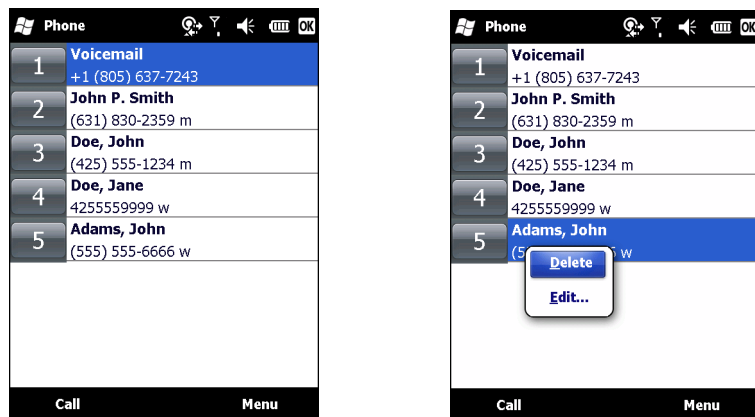 Phone OK
1 Voicemail
+1 (805) 637-7243
2 John P. Smith
(631) 830-2359 m
3 Doe, John
(425) 555-1234 m
4 Doe, Jane
4255559999 w
5 Adams, John
(555) 555-6666 w
Call Menu
Phone OK
1 Voicemail
+1 (805) 637-7243
2 John P. Smith
(631) 830-2359 m
3 Doe, John
(425) 555-1234 m
4 Doe, Jane
4255559999 w
5 Adams, John
(5 w
Delete
Edit...
Call Menu